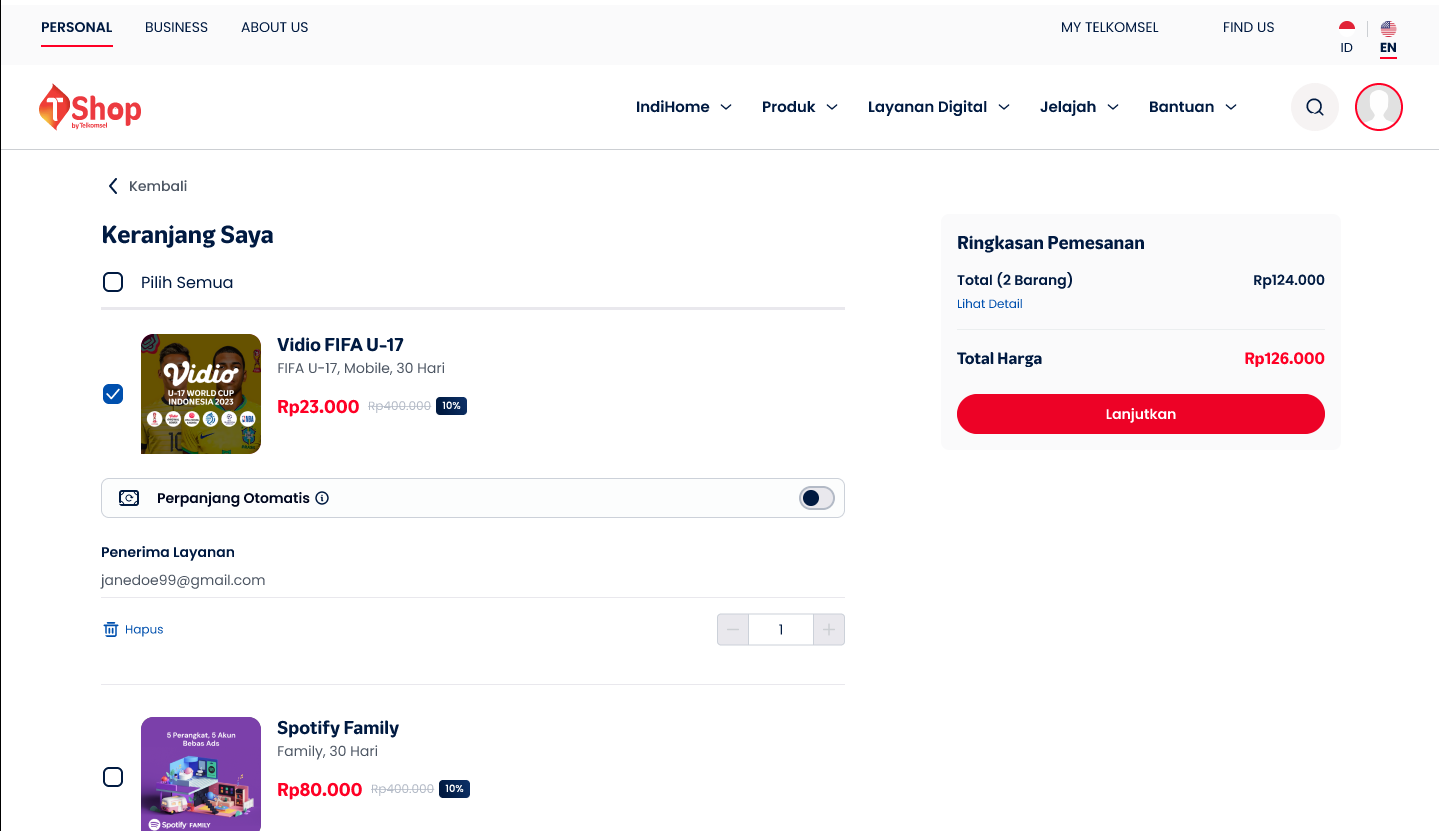 PERSONAL BUSINESS ABOUT US MY TELKOMSEL FIND US ID EN
TShop by Telkomsel IndiHome Produk Layanan Digital Jelajah Bantuan
Kembali
Keranjang Saya
Pilih Semua
Vidio
U-17 WORLD CUP
INDONESIA 2023
Vidio FIFA U-17
FIFA U-17, Mobile, 30 Hari
Rp23.000 Rp400.000 10%
Perpanjang Otomatis
Penerima Layanan
janedoe99@gmail.com
Hapus
1
5 Perangkat, 5 Akun
Bebas Ads
Spotify FAMILY
Spotify Family
Family, 30 Hari
Rp80.000 Rp400.000 10%
Ringkasan Pemesanan
Total (2 Barang) Rp124.000
Lihat Detail
Total Harga Rp126.000
Lanjutkan